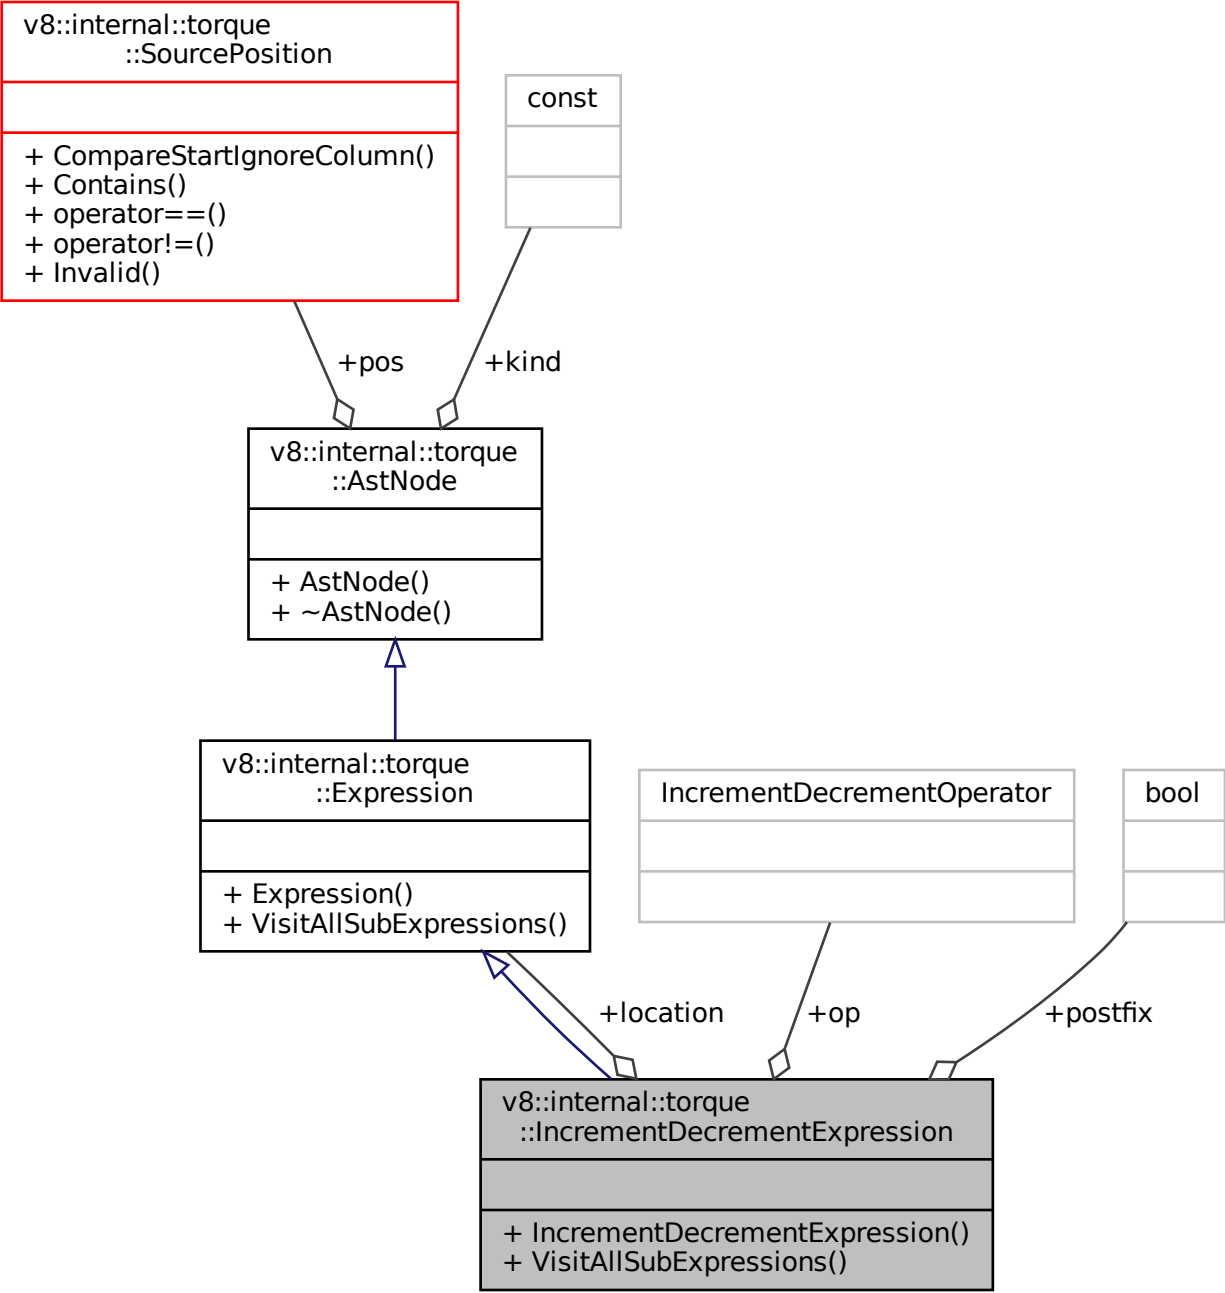 v8::internal::torque
::SourcePosition
+ CompareStartIgnoreColumn()
+ Contains()
+ operator==()
+ operator!=()
+ Invalid()
const
+pos
+kind
v8::internal::torque
::AstNode
+ AstNode()
+ ~AstNode()
v8::internal::torque
::Expression
+ Expression()
+ VisitAllSubExpressions()
IncrementDecrementOperator
bool
+location
+op
+postfix
v8::internal::torque
::IncrementDecrementExpression
+ IncrementDecrementExpression()
+ VisitAllSubExpressions()